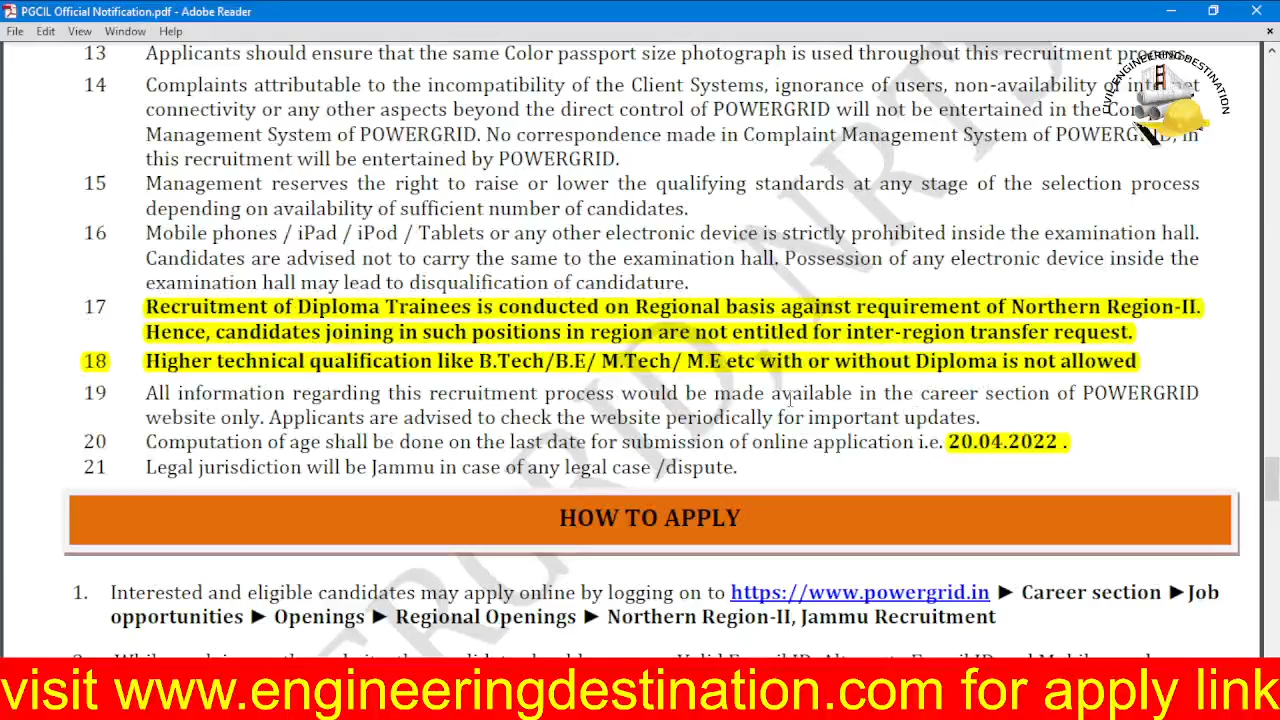 PGCIL Official Notification.pdf - Adobe Reader
File Edit View Window Help
13 Applicants should ensure that the same Color passport size photograph is used throughout this recruitment process.
14 Complaints attributable to the incompatibility of the Client Systems, ignorance of users, non-availability of internet
connectivity or any other aspects beyond the direct control of POWERGRID will not be entertained in the
Management System of POWERGRID. No correspondence made in Complaint Management System of POWERGRID, in
this recruitment will be entertained by POWERGRID.
CIVILENGINEERINGDESTINATION
15 Management reserves the right to raise or lower the qualifying standards at any stage of the selection process
depending on availability of sufficient number of candidates.
16 Mobile phones / iPad / iPod / Tablets or any other electronic device is strictly prohibited inside the examination hall.
Candidates are advised not to carry the same to the examination hall. Possession of any electronic device inside the
examination hall may lead to disqualification of candidature.
17 Recruitment of Diploma Trainees is conducted on Regional basis against requirement of Northern Region-II.
Hence, candidates joining in such positions in region are not entitled for inter-region transfer request.
18 Higher technical qualification like B.Tech/B.E/ M.Tech/ M.E etc with or without Diploma is not allowed
19 All information regarding this recruitment process would be made available in the career section of POWERGRID
website only. Applicants are advised to check the website periodically for important updates.
20 Computation of age shall be done on the last date for submission of online application i.e. 20.04.2022 .
21 Legal jurisdiction will be Jammu in case of any legal case /dispute.
HOW TO APPLY
1. Interested and eligible candidates may apply online by logging on to https://www.powergrid.in ► Career section ►Job
opportunities ► Openings ► Regional Openings ► Northern Region-II, Jammu Recruitment
visit www.engineeringdestination.com for apply link